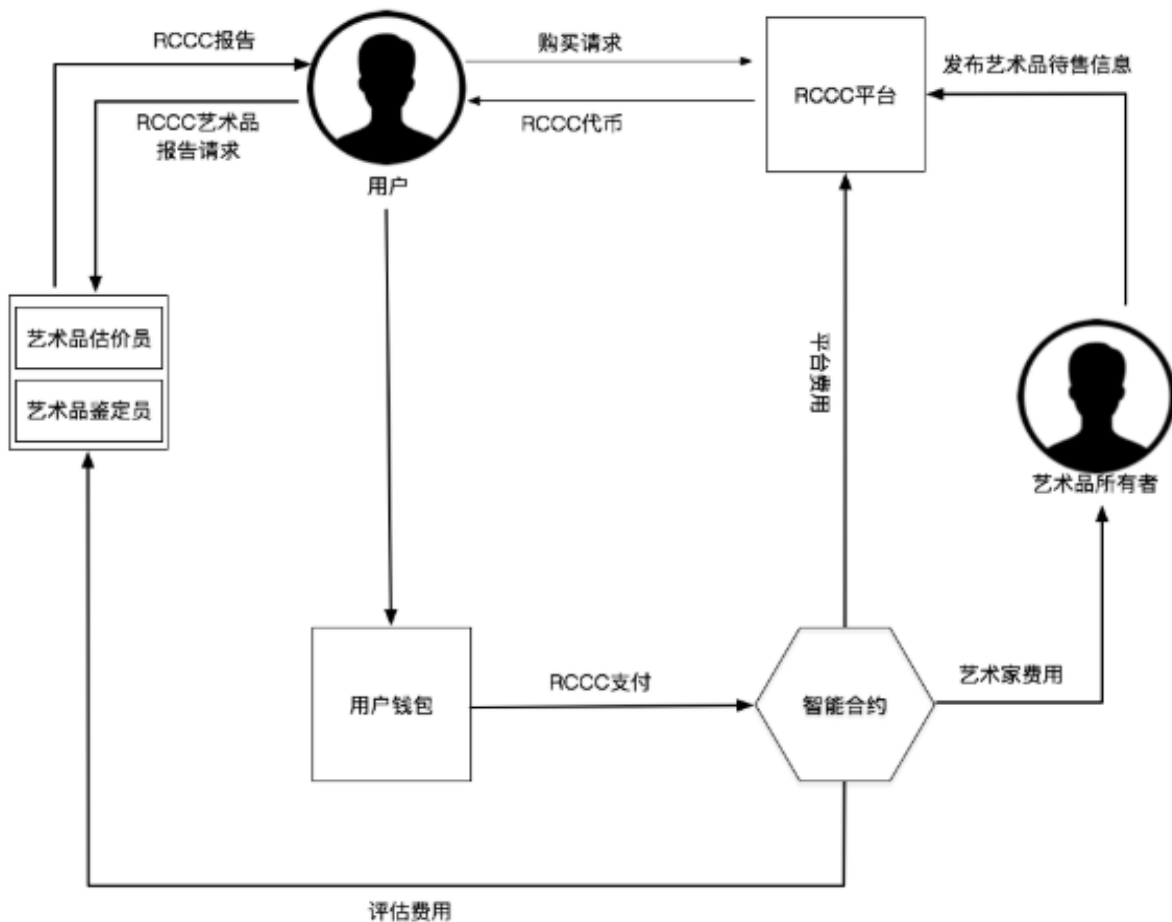 RCCC报告
购买请求
发布艺术品待售信息
RCCC平台
RCCC艺术品
报告请求
RCCC代币
用户
艺术品估价员
艺术品鉴定员
平台费用
艺术品所有者
用户钱包
RCCC支付
智能合约
艺术家费用
评估费用